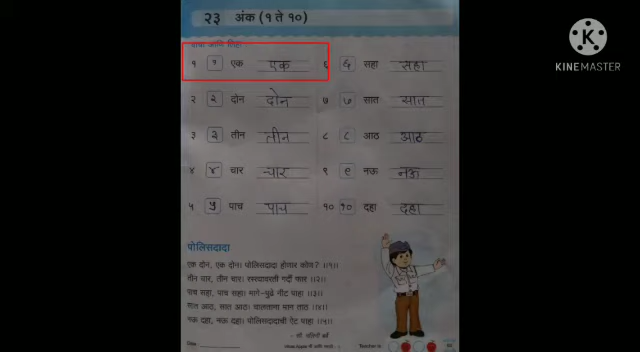 २३ अंक (१ ते १०)
वाचा आणि लिहा
१ १ एक एक ६ ६ सहा सहा
२ २ दोन दोन ७ ७ सात सात
३ ३ तीन तीन ८ ८ आठ आठ
४ ४ चार चार ९ ९ नऊ नऊ
५ ५ पाच पाच १० १० दहा दहा
पोलिसदादा
एक दोन, एक दोन। पोलिसदादा होणार कोण? ।।१।।
तीन चार, तीन चार। रस्त्यावरती गर्दी फार ।।२।।
पाच सहा, पाच सहा। मागे-पुढे नीट पाहा ।।३।।
सात आठ, सात आठ। चालताना मान ताठ ।।४।।
नऊ दहा, नऊ दहा। पोलिसदादाची ऐट पाहा ।।५।।
KINEMASTER